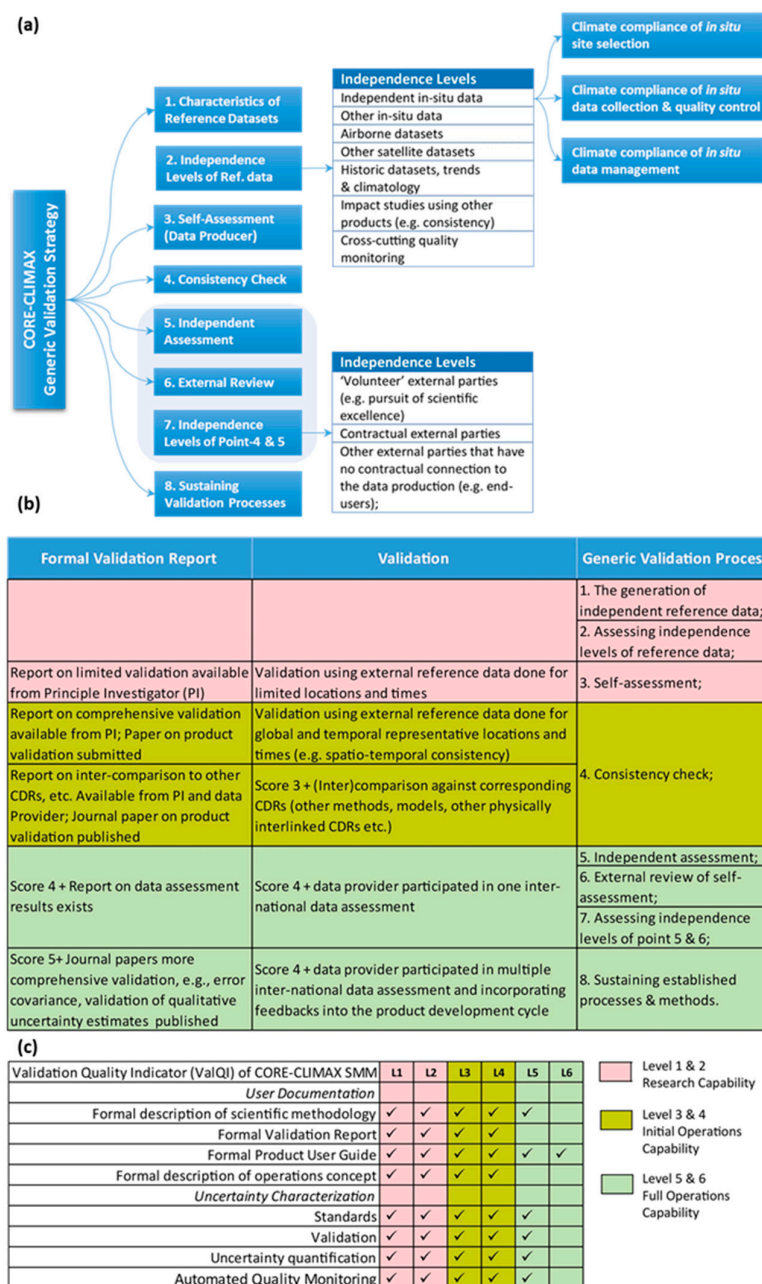 (a)
CORE-CLIMAX
Generic Validation Strategy
1. Characteristics of
Reference Datasets
2. Independence
Levels of Ref. data
3. Self-Assessment
(Data Producer)
4. Consistency Check
5. Independent
Assessment
6. External Review
7. Independence
Levels of Point-4 & 5
8. Sustaining
Validation Processes
Independence Levels
Independent in-situ data
Other in-situ data
Airborne datasets
Other satellite datasets
Historic datasets, trends
& climatology
Impact studies using other
products (e.g. consistency)
Cross-cutting quality
monitoring
Climate compliance of in situ
site selection
Climate compliance of in situ
data collection & quality control
Climate compliance of in situ
data management
Independence Levels
‘Volunteer’ external parties
(e.g. pursuit of scientific
excellence)
Contractual external parties
Other external parties that have
no contractual connection to
the data production (e.g. end-
users);
(b)
Formal Validation Report
Validation
Generic Validation Proces
1. The generation of
independent reference data;
2. Assessing independence
levels of reference data;
Report on limited validation available
from Principle Investigator (PI)
Validation using external reference data done for
limited locations and times
3. Self-assessment;
Report on comprehensive validation
available from PI; Paper on product
validation submitted
Validation using external reference data done for
global and temporal representative locations and
times (e.g. spatio-temporal consistency)
4. Consistency check;
Report on inter-comparison to other
CDRs, etc. Available from PI and data
Provider; Journal paper on product
validation published
Score 3 + (Inter)comparison against corresponding
CDRs (other methods, models, other physically
interlinked CDRs etc.)
Score 4 + Report on data assessment
results exists
Score 4 + data provider participated in one inter-
national data assessment
5. Independent assessment;
6. External review of self-
assessment;
7. Assessing independence
levels of point 5 & 6;
Score 5+ Journal papers more
comprehensive validation, e.g., error
covariance, validation of qualitative
uncertainty estimates published
Score 4 + data provider participated in multiple
inter-national data assessment and incorporating
feedbacks into the product development cycle
8. Sustaining established
processes & methods.
(c)
Validation Quality Indicator (ValQI) of CORE-CLIMAX SMM L1 L2 L3 L4 L5 L6
User Documentation
Formal description of scientific methodology ✓ ✓ ✓ ✓ ✓
Formal Validation Report ✓ ✓ ✓ ✓
Formal Product User Guide ✓ ✓ ✓ ✓ ✓ ✓
Formal description of operations concept ✓ ✓ ✓ ✓
Uncertainty Characterization
Standards ✓ ✓ ✓ ✓ ✓
Validation ✓ ✓ ✓ ✓ ✓
Uncertainty quantification ✓ ✓ ✓ ✓ ✓
Automated Quality Monitoring ✓ ✓ ✓ ✓ ✓
Level 1 & 2
Research Capability
Level 3 & 4
Initial Operations
Capability
Level 5 & 6
Full Operations
Capability